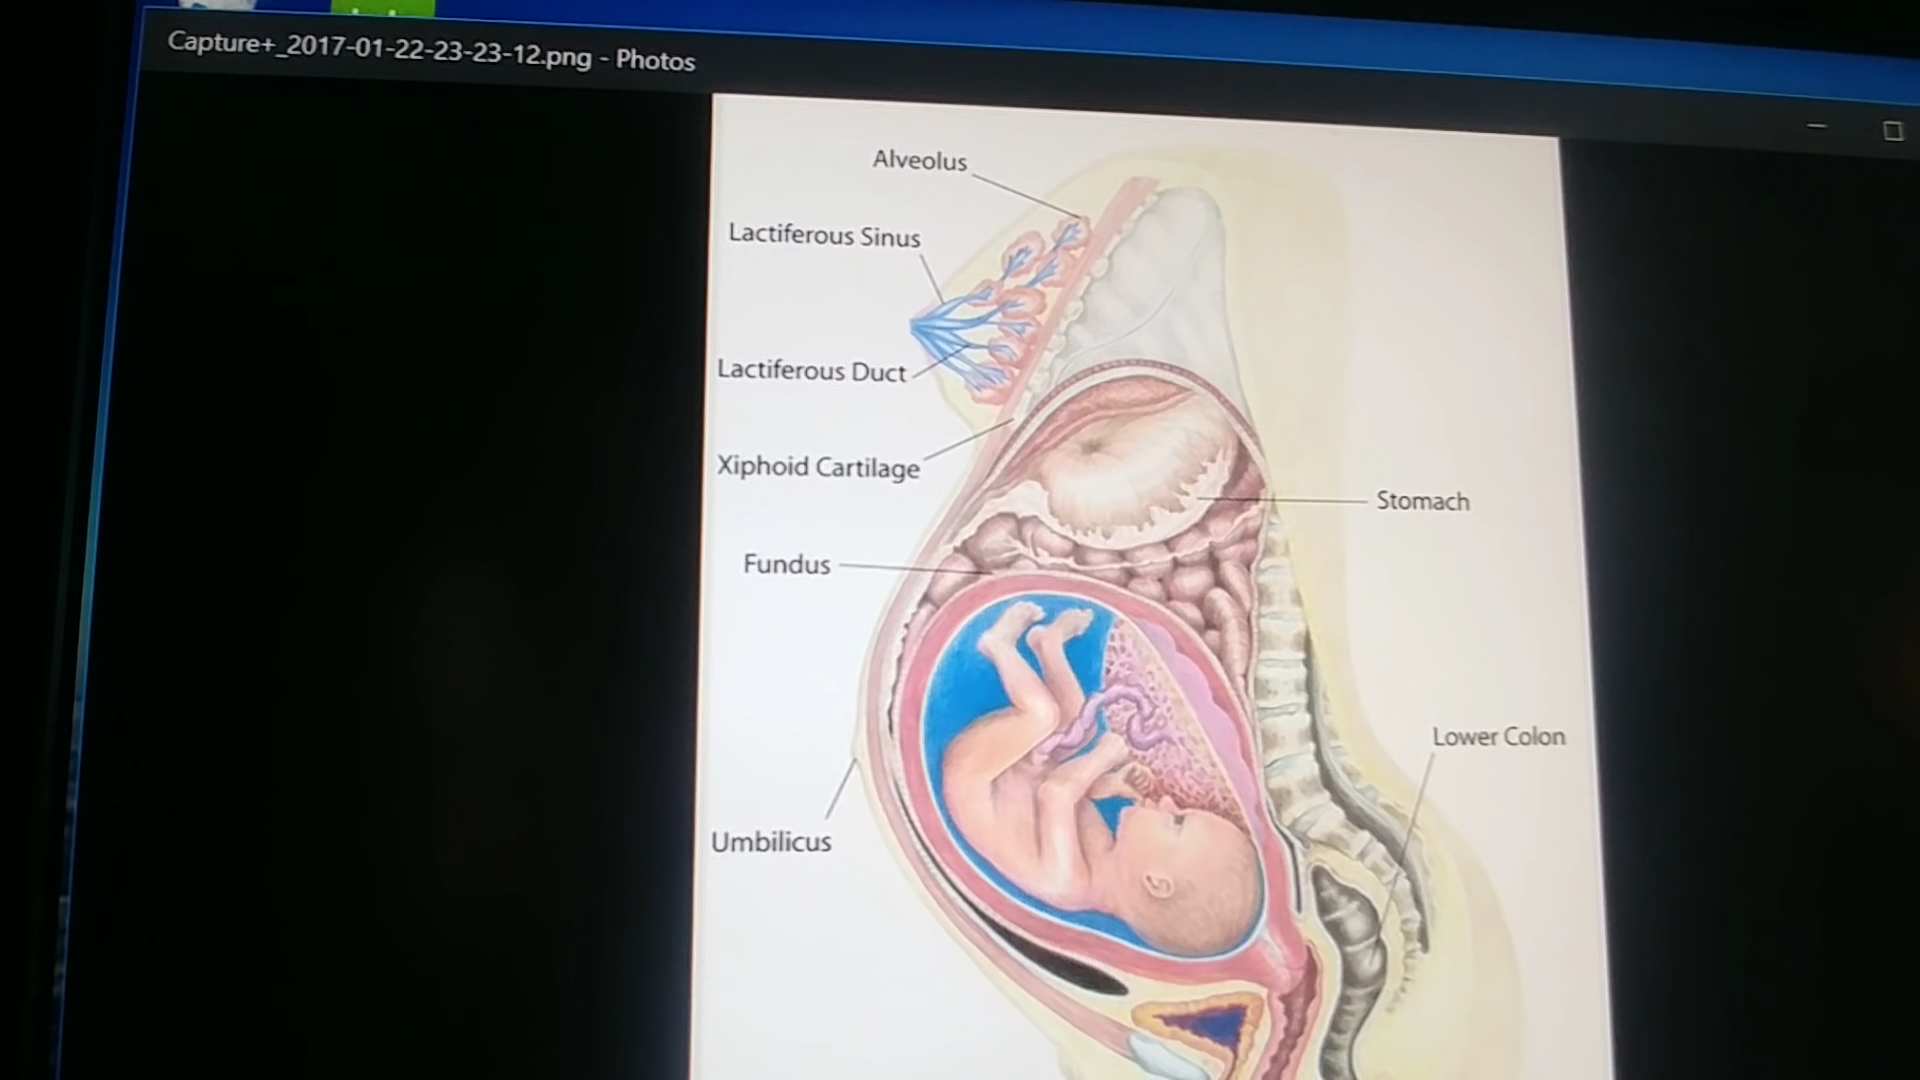 Capture+_2017-01-22-23-23-12.png - Photos
Alveolus
Lactiferous Sinus
Lactiferous Duct
Xiphoid Cartilage
Stomach
Fundus
Lower Colon
Umbilicus